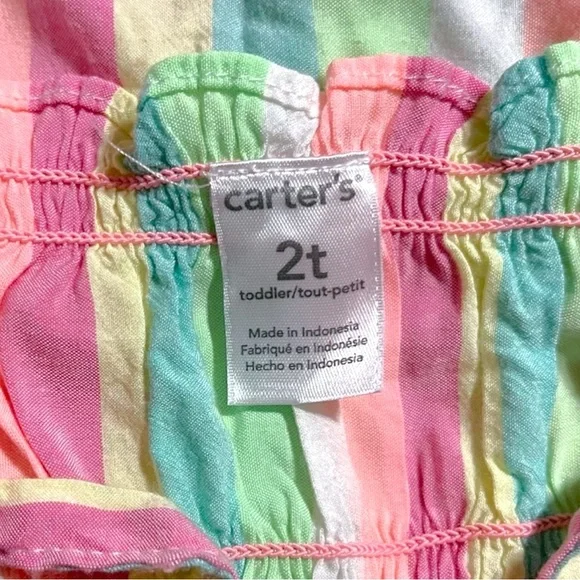 carter's®
2t
toddler/tout-petit
Made in Indonesia
Fabriqué en Indonésie
Hecho en Indonesia